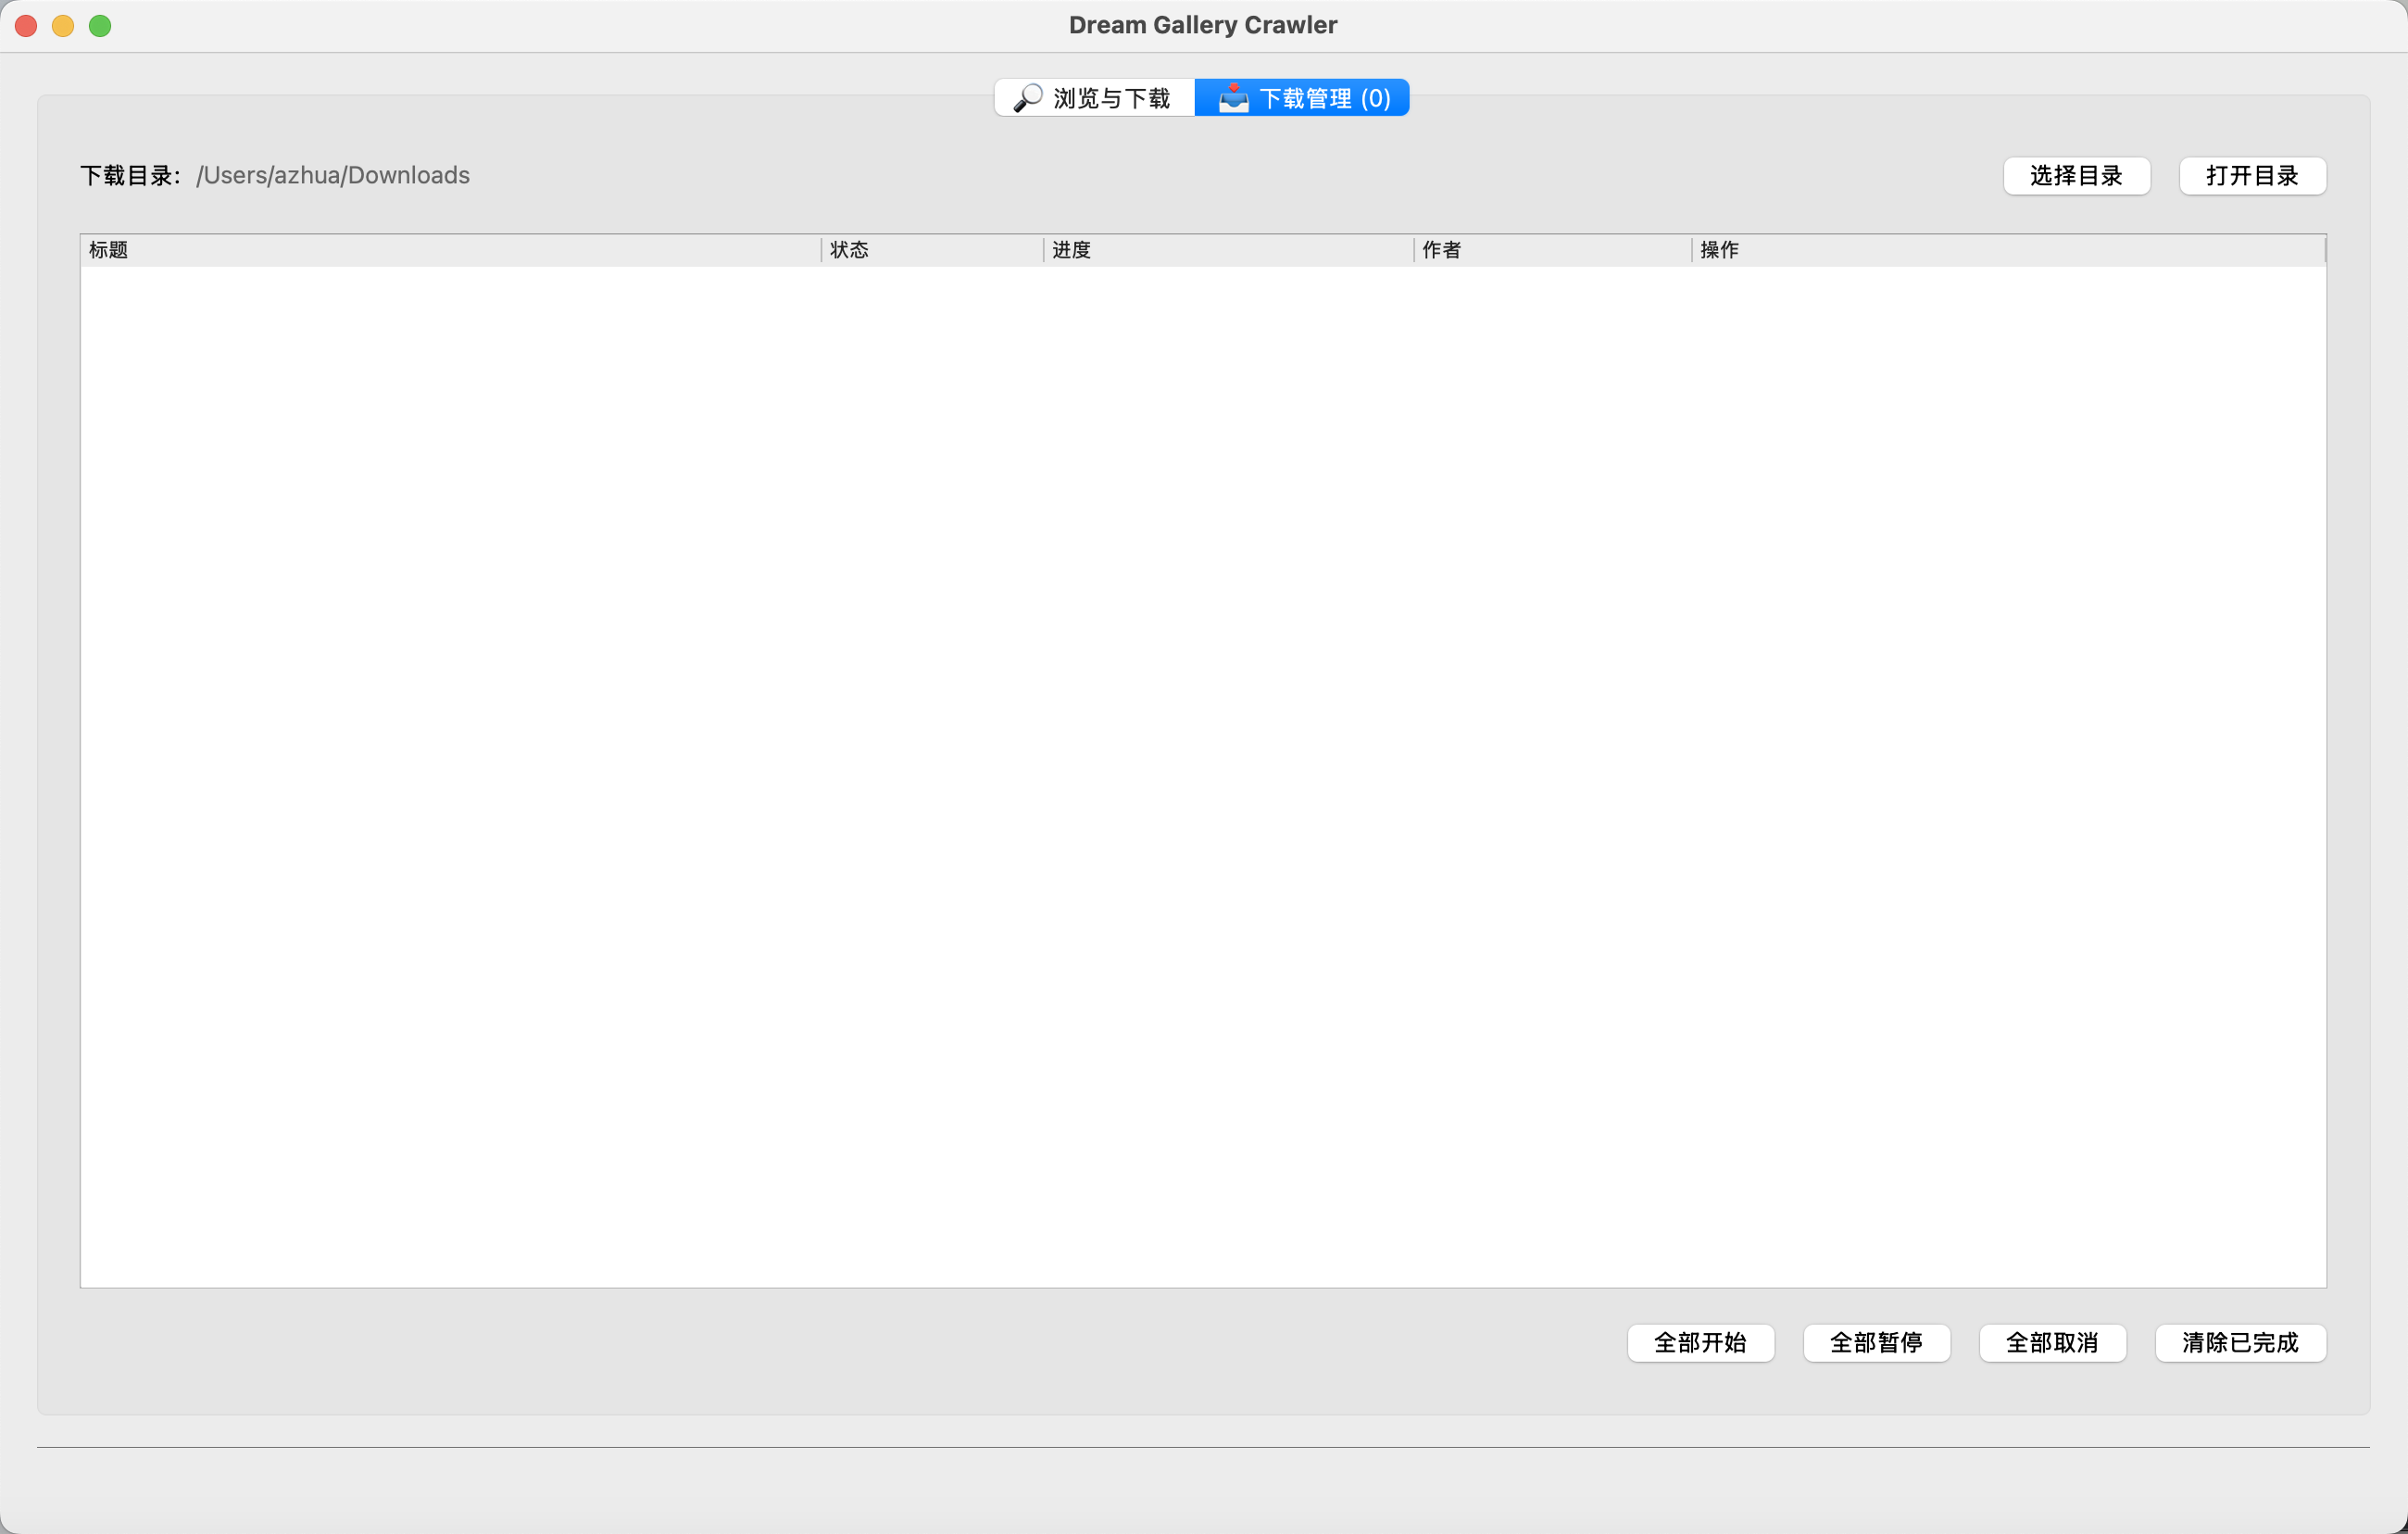 Dream Gallery Crawler
浏览与下载 下载管理 (0)
下载目录: /Users/azhua/Downloads 选择目录 打开目录
标题 状态 进度 作者 操作
全部开始 全部暂停 全部取消 清除已完成